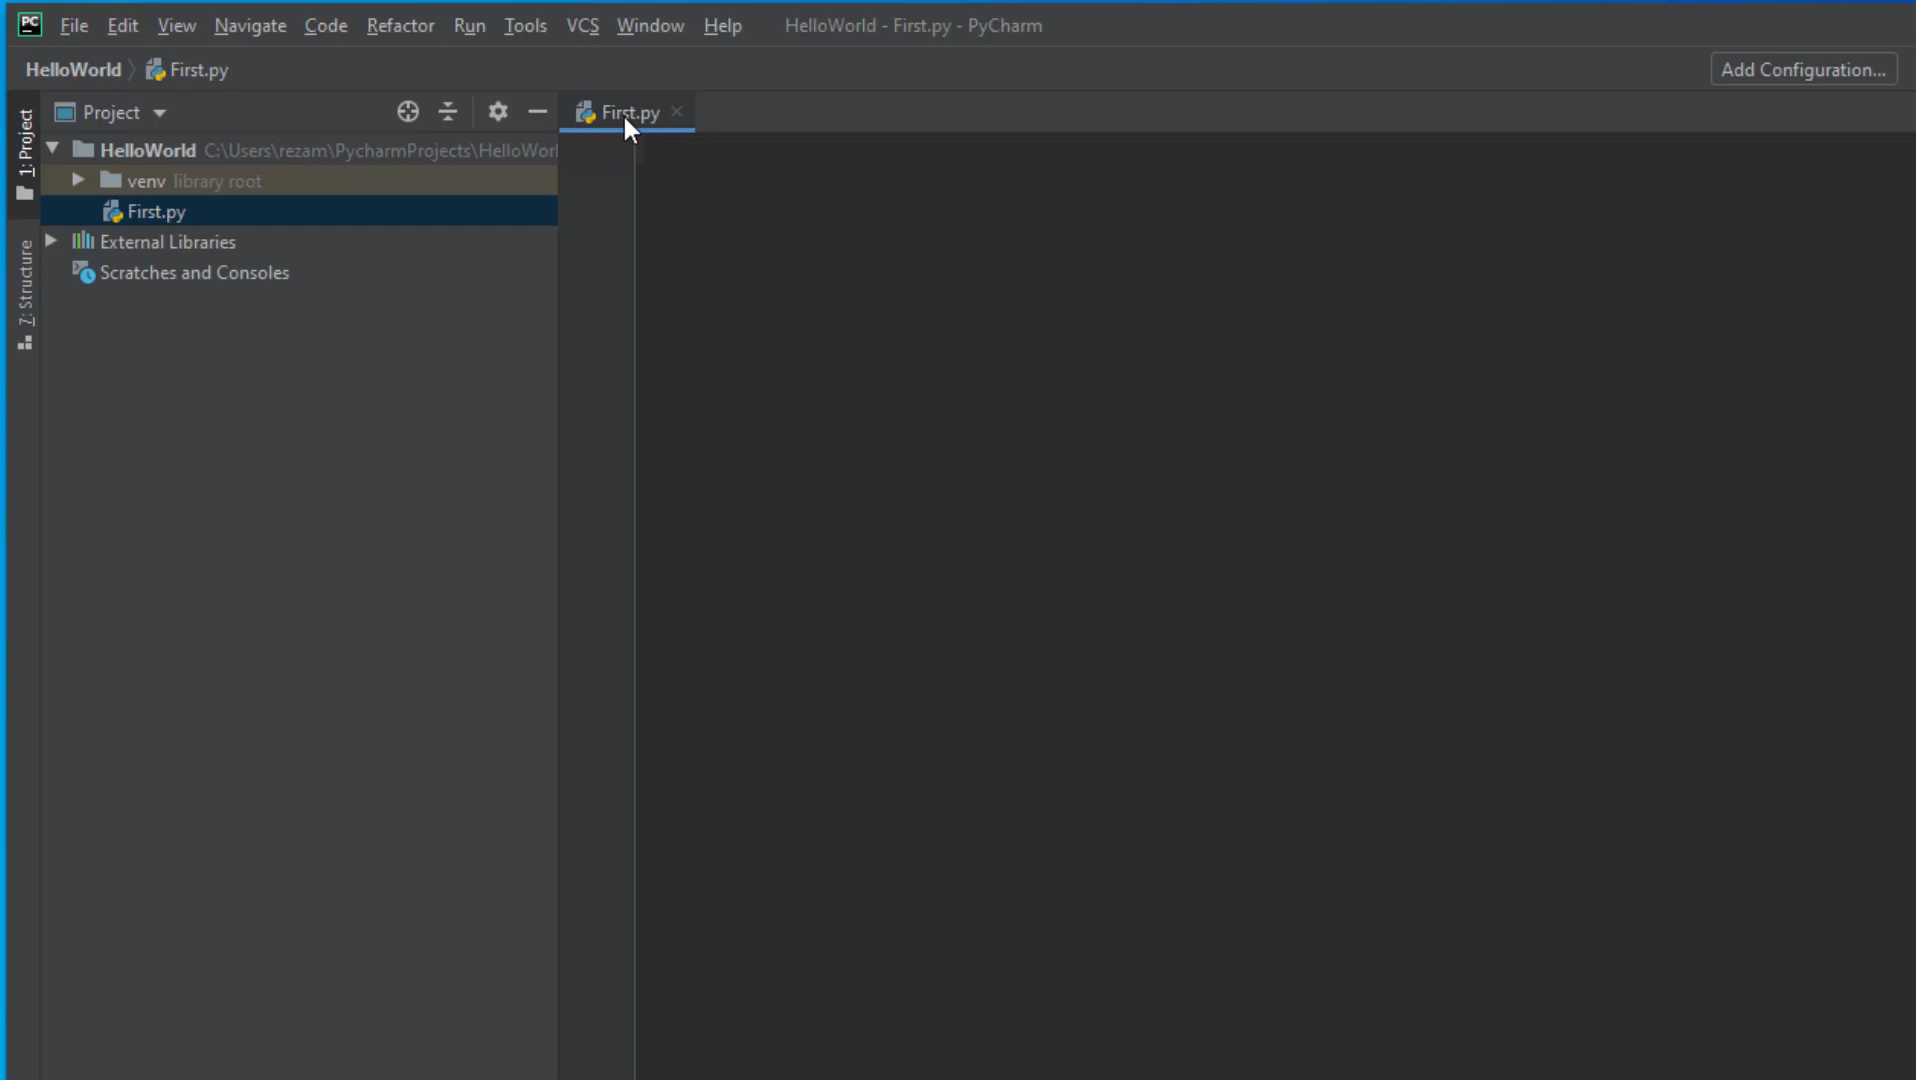 PC File Edit View Navigate Code Refactor Run Tools VCS Window Help HelloWorld - First.py - PyCharm
HelloWorld First.py Add Configuration...
1: Project
Project
First.py
HelloWorld C:\Users\rezam\PycharmProjects\HelloWorl
venv library root
First.py
External Libraries
Scratches and Consoles
7: Structure